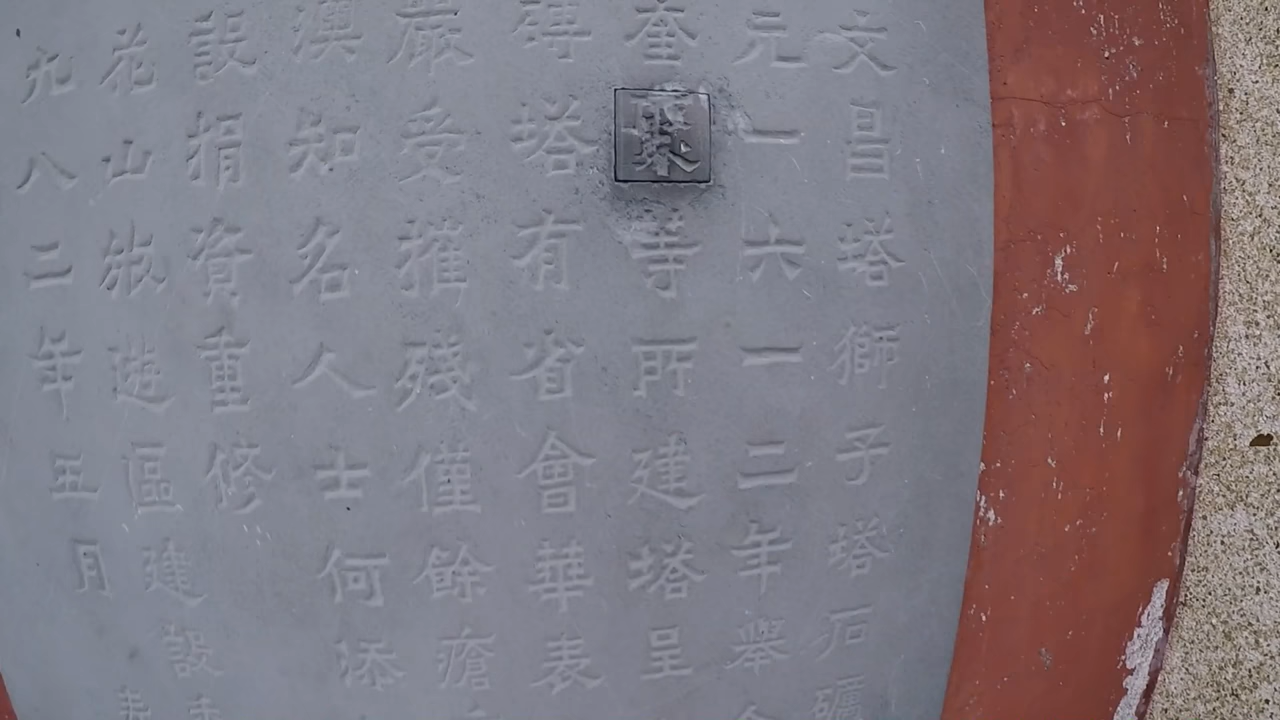 文昌塔獅子塔石礪
元一六一二年舉
奎等所建塔呈
磚塔有省會華表
嚴受摧殘僅餘瘡
澳知名人士何添
設捐資重修
花山旅遊區建設
九八二年五月